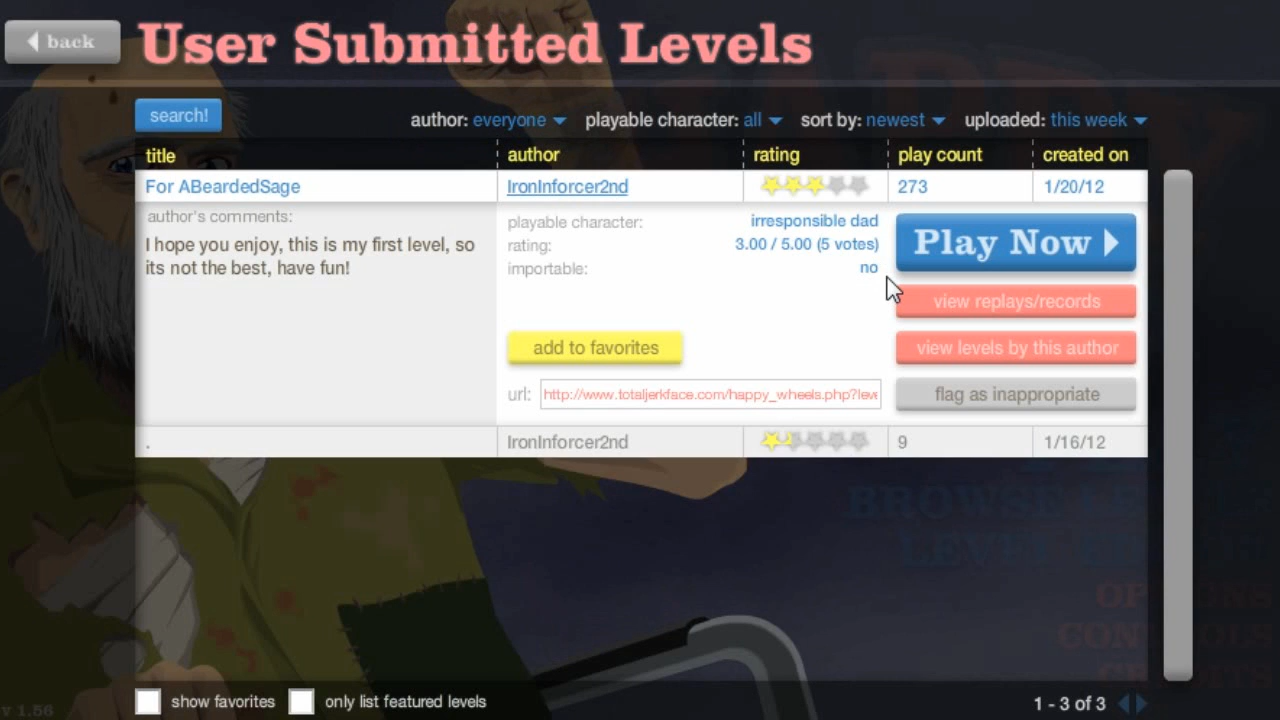 back
User Submitted Levels
search!
author: everyone playable character: all sort by: newest uploaded: this week
title author rating play count created on
For ABeardedSage IronInforcer2nd 273 1/20/12
author's comments:
I hope you enjoy, this is my first level, so
its not the best, have fun!
playable character: irresponsible dad
rating: 3.00 / 5.00 (5 votes)
importable: no
Play Now
view replays/records
add to favorites
view levels by this author
url: http://www.totaljerkface.com/happy_wheels.php?leve
flag as inappropriate
. IronInforcer2nd 9 1/16/12
BROWSE
LEVEL
show favorites only list featured levels
1 - 3 of 3
v 1.56